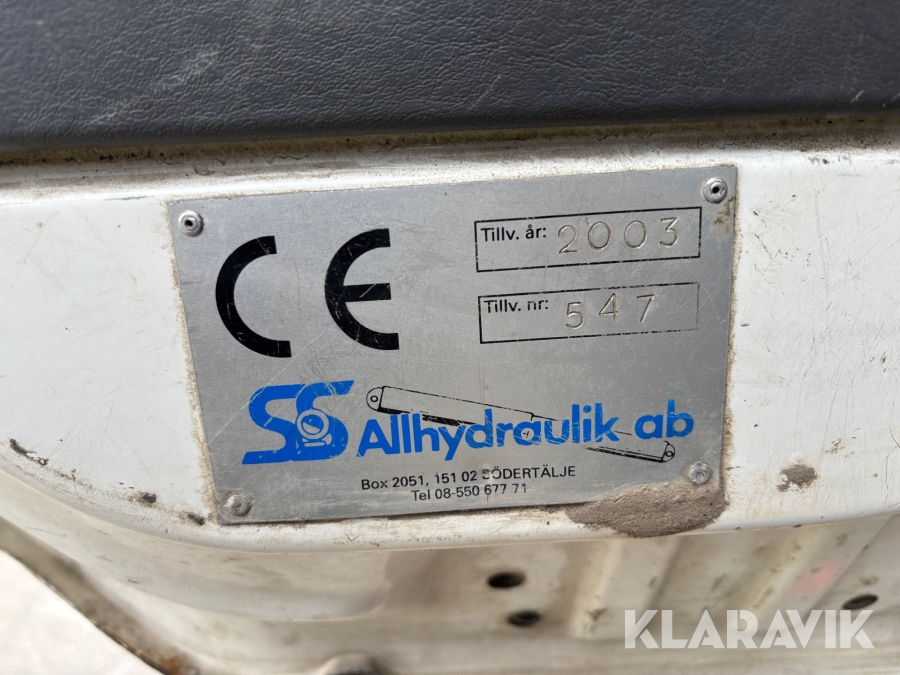 CE
Tillv. år: 2003
Tillv. nr: 547
SS Allhydraulik ab
Box 2051, 151 02 SÖDERTÄLJE
Tel 08-550 677 71
KLARAVIK